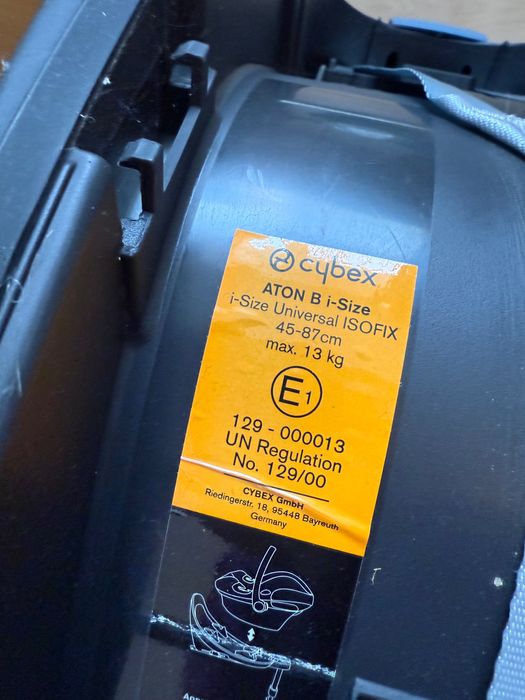 cybex
ATON B i-Size
i-Size Universal ISOFIX
45-87cm
max. 13 kg
E1
129 - 000013
UN Regulation
No. 129/00
CYBEX GmbH
Riedingerstr. 18, 95448 Bayreuth
Germany